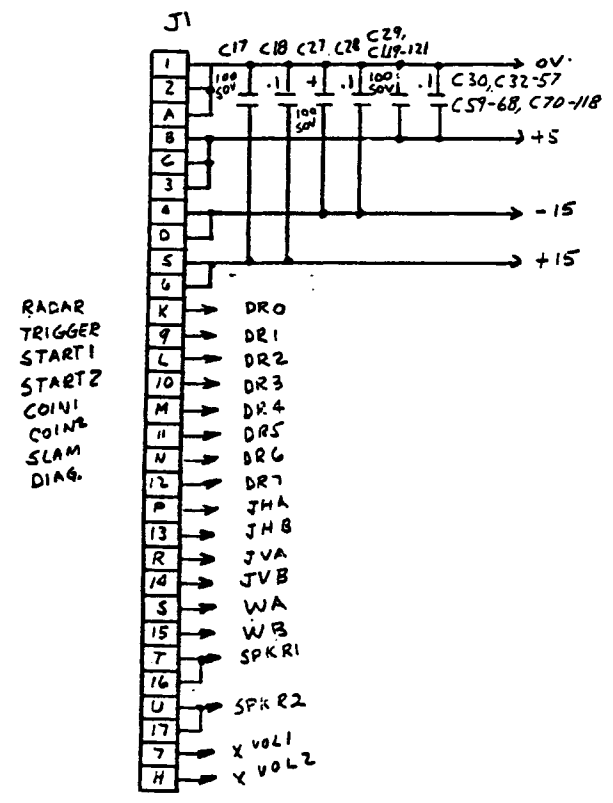 J1
C17 C18 C27 C28 C29, C119-121
1 0V
100 50V .1 + 100 50V .1 100 50V .1 C30, C32-57
2 C59-68, C70-118
A
B +5
C
3
4 -15
D
5 +15
6
RADAR K DR0
TRIGGER 9 DR1
START1 L DR2
START2 10 DR3
COIN1 M DR4
COIN2 11 DR5
SLAM N DR6
DIAG. 12 DR7
P JHA
13 JHB
R JVA
14 JVB
S WA
15 WB
T SPKR1
16
U SPKR2
17
7 X VOL1
H Y VOL2